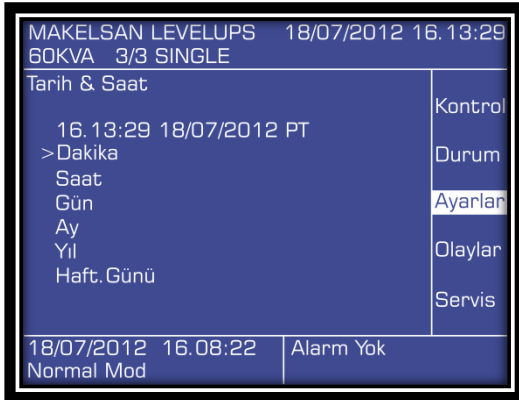 MAKELSAN LEVELUPS 18/07/2012 16.13:29
60KVA 3/3 SINGLE
Tarih & Saat
16.13:29 18/07/2012 PT
>Dakika
Saat
Gün
Ay
Yıl
Haft.Günü
Kontrol
Durum
Ayarlar
Olaylar
Servis
18/07/2012 16.08:22
Normal Mod
Alarm Yok